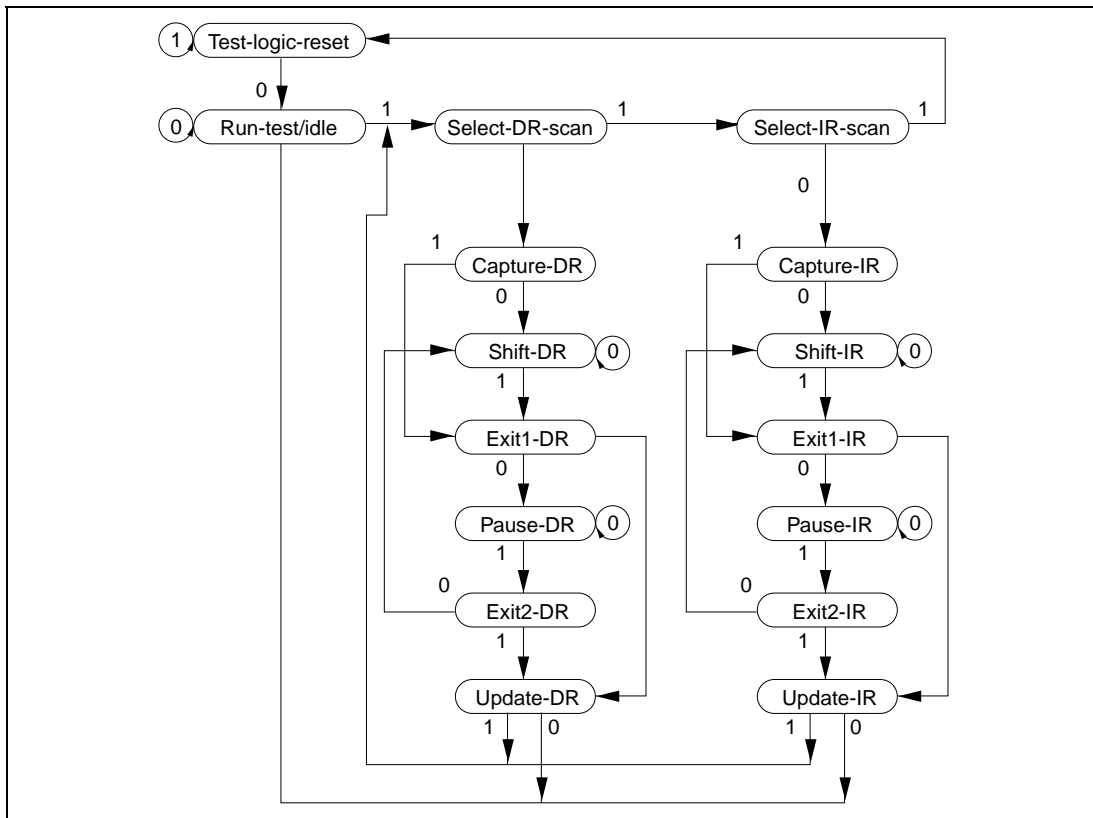 1 Test-logic-reset
0
0 Run-test/idle 1 Select-DR-scan 1 Select-IR-scan 1
0
1 Capture-DR 1 Capture-IR
0 0
Shift-DR 0 Shift-IR 0
1 1
Exit1-DR Exit1-IR
0 0
Pause-DR 0 Pause-IR 0
1 1
0 0
Exit2-DR Exit2-IR
1 1
Update-DR Update-IR
1 0 1 0